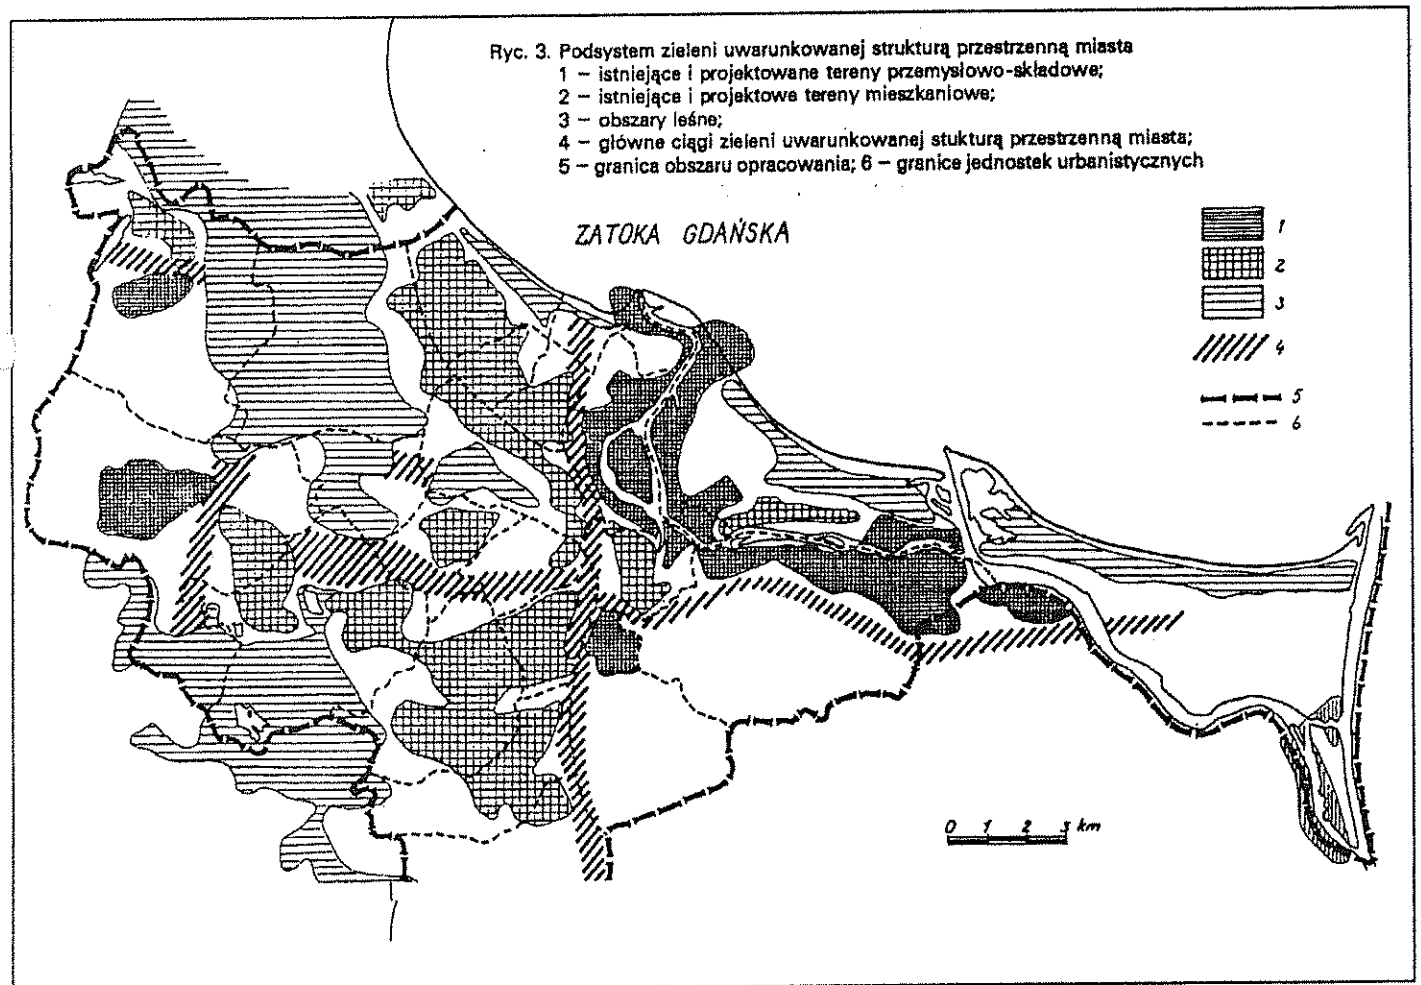 Ryc. 3. Podsystem zieleni uwarunkowanej strukturą przestrzenną miasta
1 – istniejące i projektowane tereny przemysłowo-składowe;
2 – istniejące i projektowe tereny mieszkaniowe;
3 – obszary leśne;
4 – główne ciągi zieleni uwarunkowanej stukturą przestrzenną miasta;
5 – granica obszaru opracowania; 6 – granice jednostek urbanistycznych
ZATOKA GDAŃSKA
1
2
3
4
5
6
0 1 2 3 km